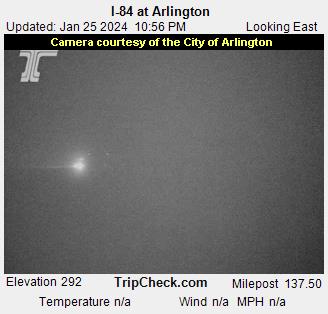 I-84 at Arlington
Updated: Jan 25 2024 10:56 PM Looking East
Camera courtesy of the City of Arlington
Elevation 292 TripCheck.com Milepost 137.50
Temperature n/a Wind n/a MPH n/a